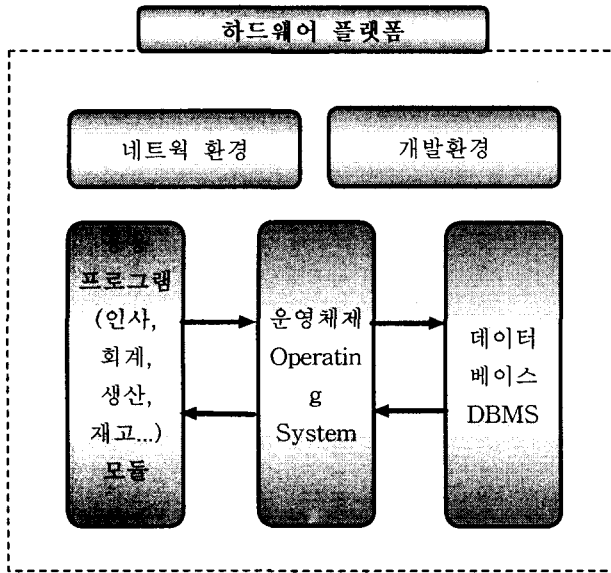 하드웨어 플랫폼
네트웍 환경
개발환경
프로그램
(인사,
회계,
생산,
재고...)
모듈
운영체제
Operatin
g
System
데이터
베이스
DBMS